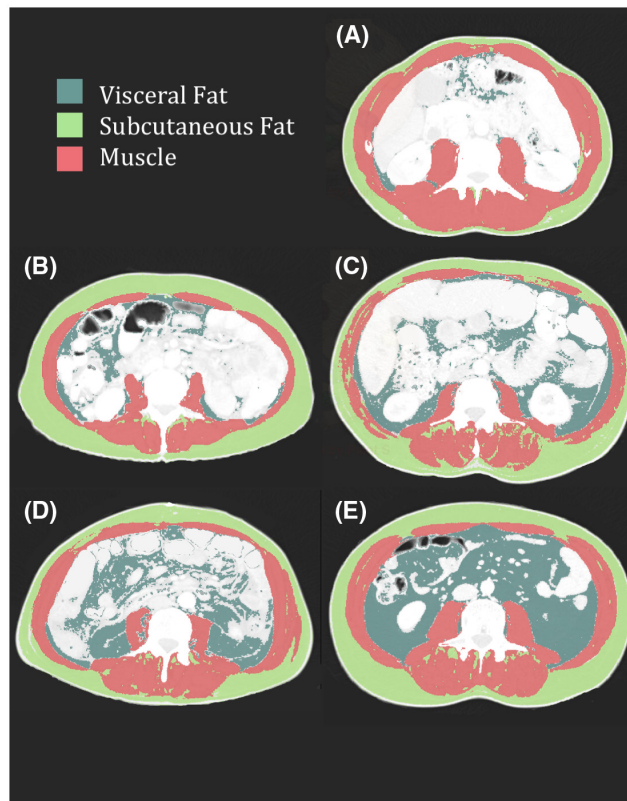 (A)
Visceral Fat
Subcutaneous Fat
Muscle
(B)
(C)
(D)
(E)